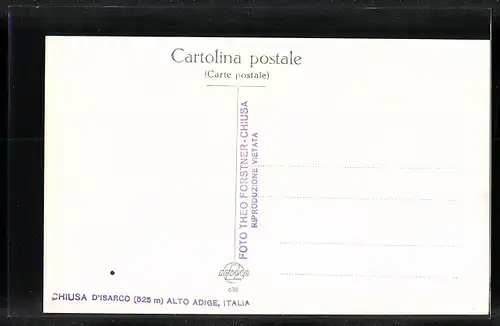 Cartolina postale
(Carte postale)
FOTO THEO FORSTNER-CHIUSA
RIPRODUZIONE VIETATA
CHIUSA D'ISARCO (525 m) ALTO ADIGE, ITALIA